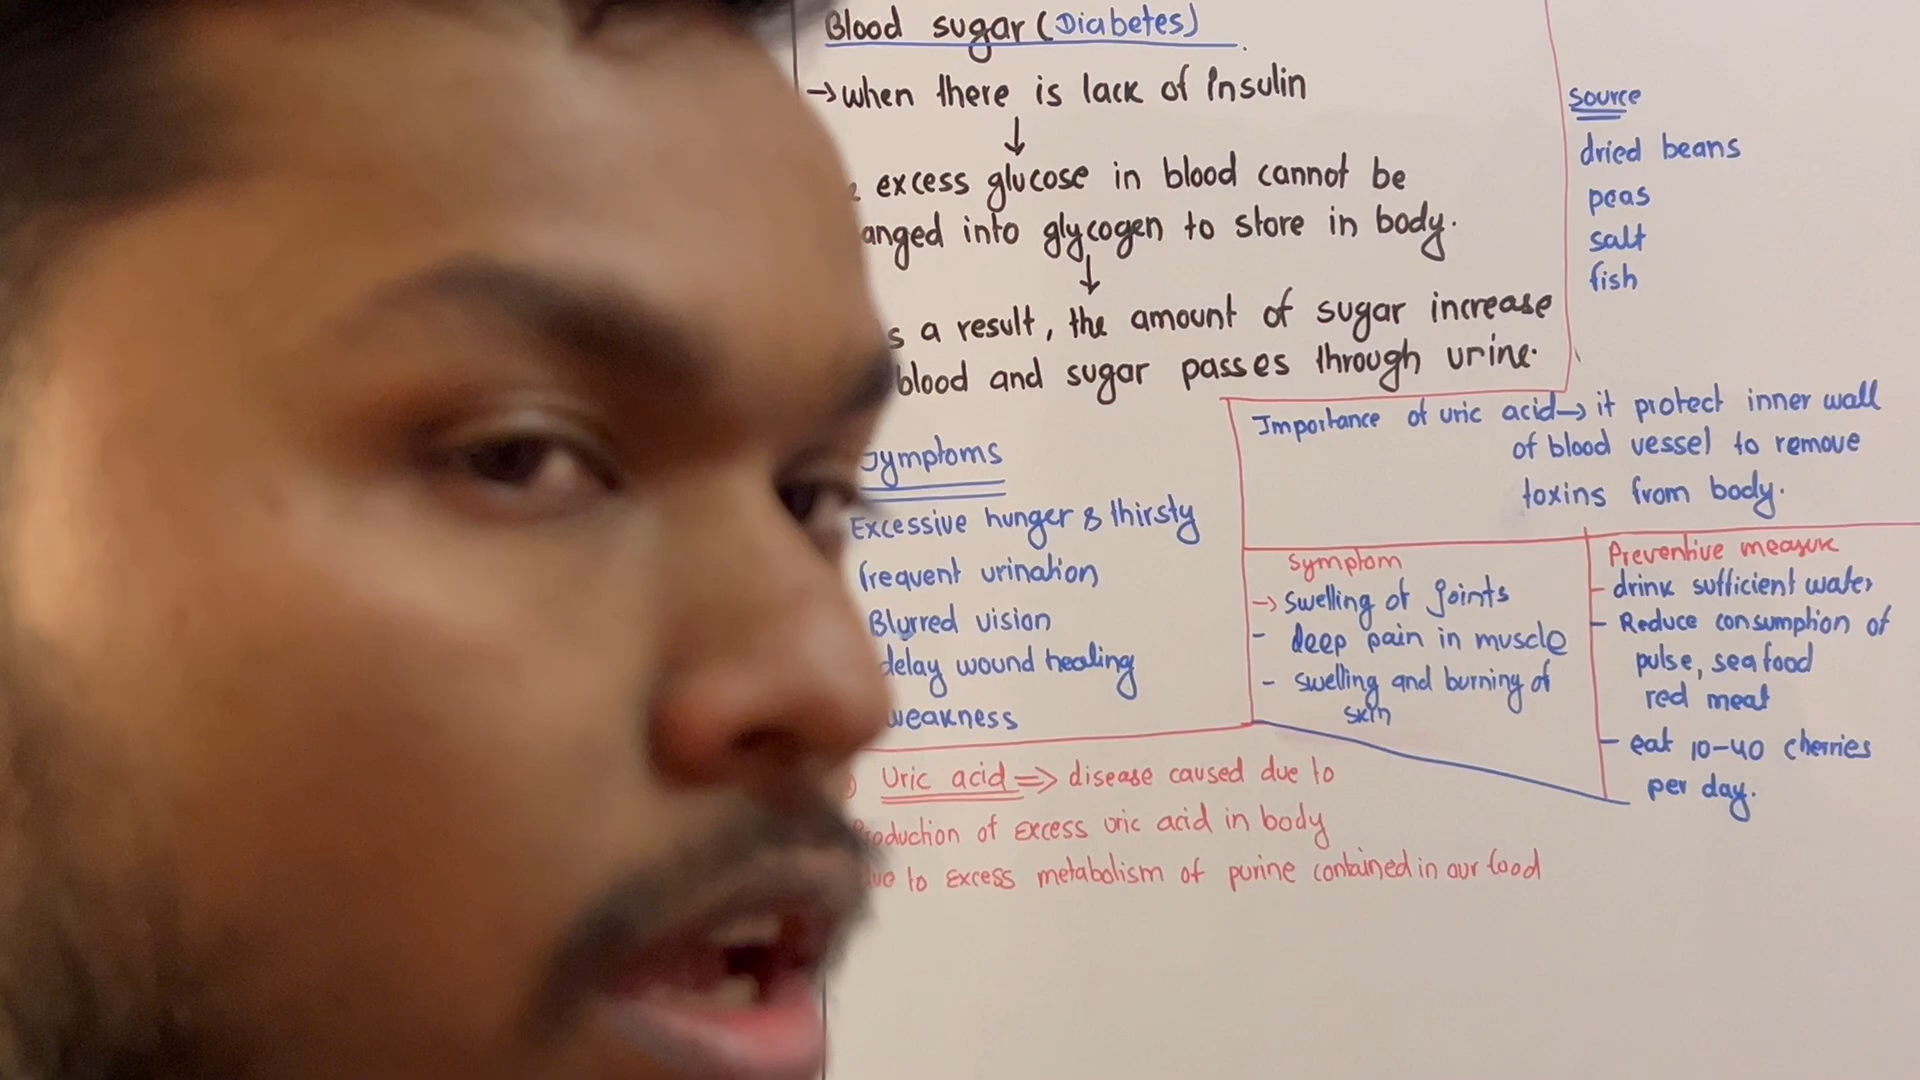 Blood sugar (Diabetes)
→ when there is lack of Insulin
excess glucose in blood cannot be
anged into glycogen to store in body.
s a result, the amount of sugar increase
blood and sugar passes through urine.
Symptoms
Excessive hunger & thirsty
frequent urination
Blurred vision
delay wound healing
weakness
Uric acid => disease caused due to
Production of excess uric acid in body
due to excess metabolism of purine contained in our food
source
dried beans
peas
salt
fish
Importance of uric acid → it protect inner wall
of blood vessel to remove
toxins from body.
symptom
→ swelling of joints
- deep pain in muscle
- swelling and burning of
skin
Preventive measure
- drink sufficient water
- Reduce consumption of
pulse, sea food
red meat
- eat 10-40 cherries
per day.